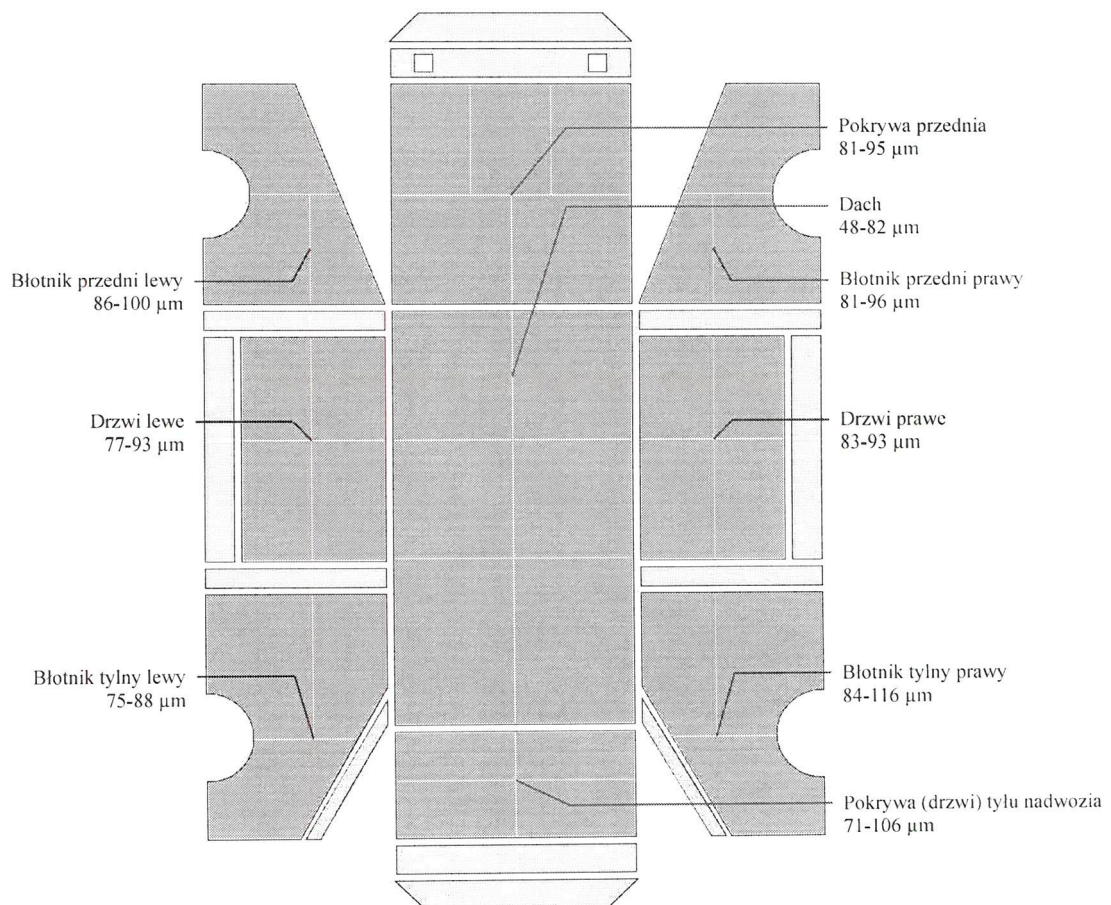 Pokrywa przednia
81-95 µm
Dach
48-82 µm
Błotnik przedni lewy
86-100 µm
Błotnik przedni prawy
81-96 µm
Drzwi lewe
77-93 µm
Drzwi prawe
83-93 µm
Błotnik tylny lewy
75-88 µm
Błotnik tylny prawy
84-116 µm
Pokrywa (drzwi) tyłu nadwozia
71-106 µm